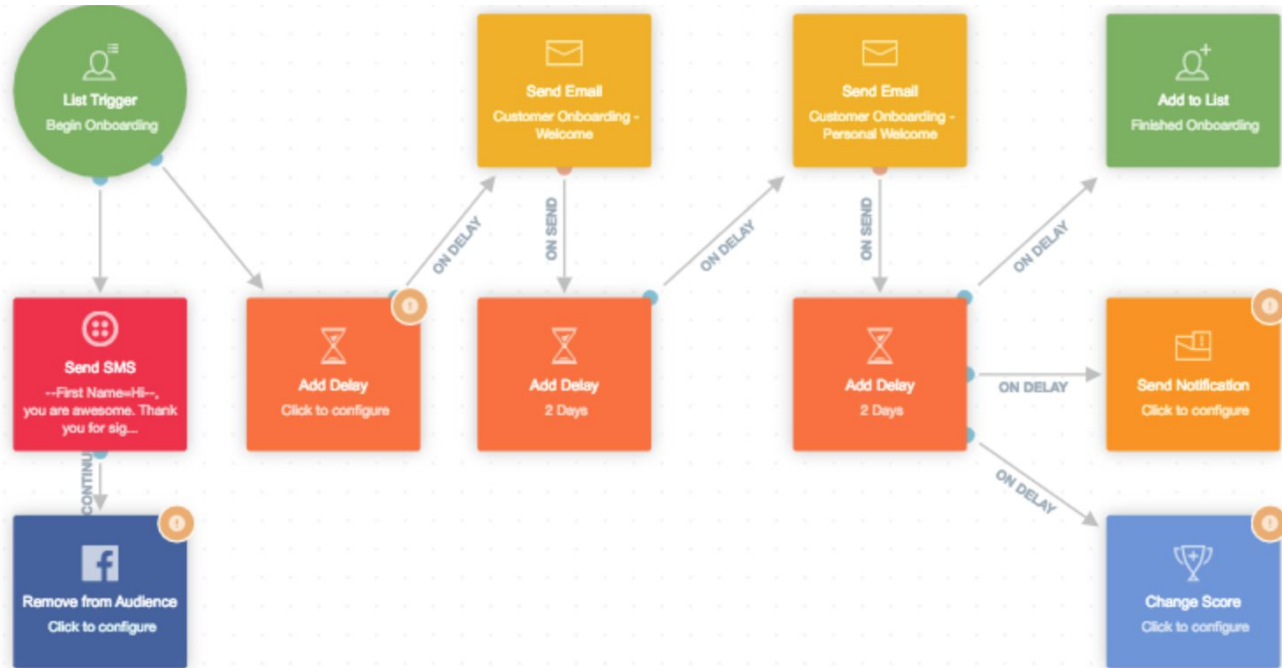 List Trigger
Begin Onboarding
Send Email
Customer Onboarding -
Welcome
Send Email
Customer Onboarding -
Personal Welcome
Add to List
Finished Onboarding
ON DELAY
ON SEND
ON DELAY
ON SEND
ON DELAY
Send SMS
--First Name=Hi--,
you are awesome. Thank
you for sig...
Add Delay
Click to configure
Add Delay
2 Days
Add Delay
2 Days
ON DELAY
Send Notification
Click to configure
CONTINU
ON DELAY
Remove from Audience
Click to configure
Change Score
Click to configure